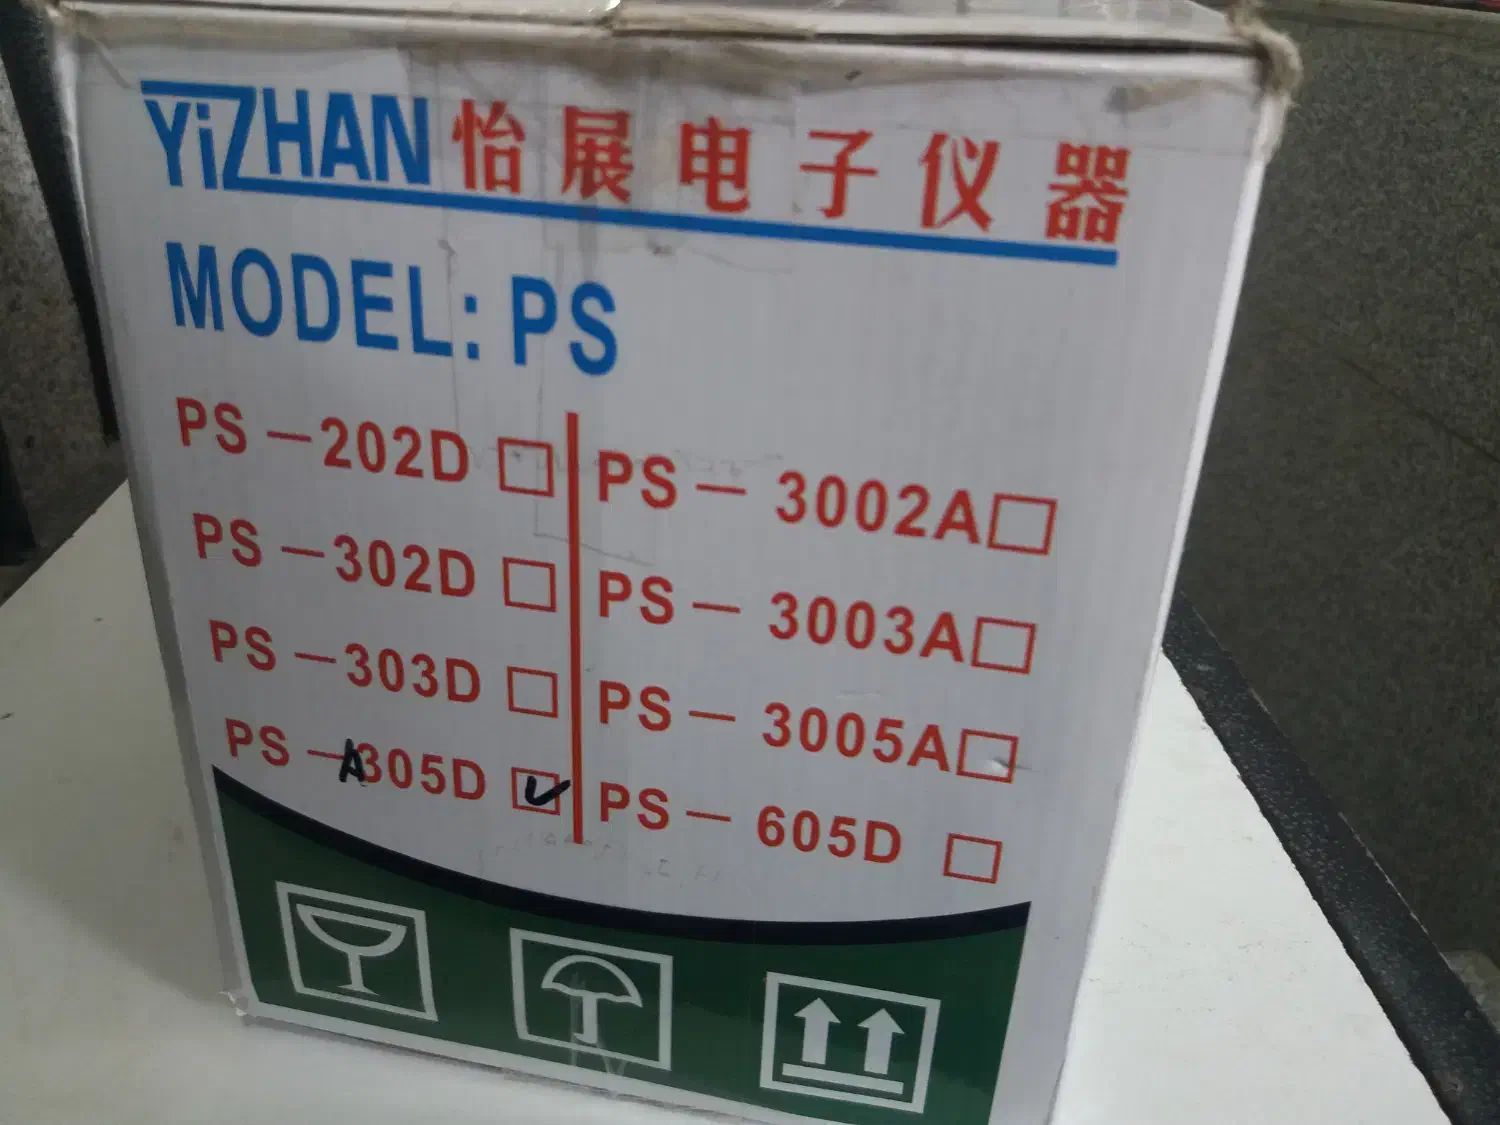 YiZHAN 怡展电子仪器
MODEL: PS
PS-202D □ PS-3002A □
PS-302D □ PS-3003A □
PS-303D □ PS-3005A □
PS-A305D ☑ PS-605D □